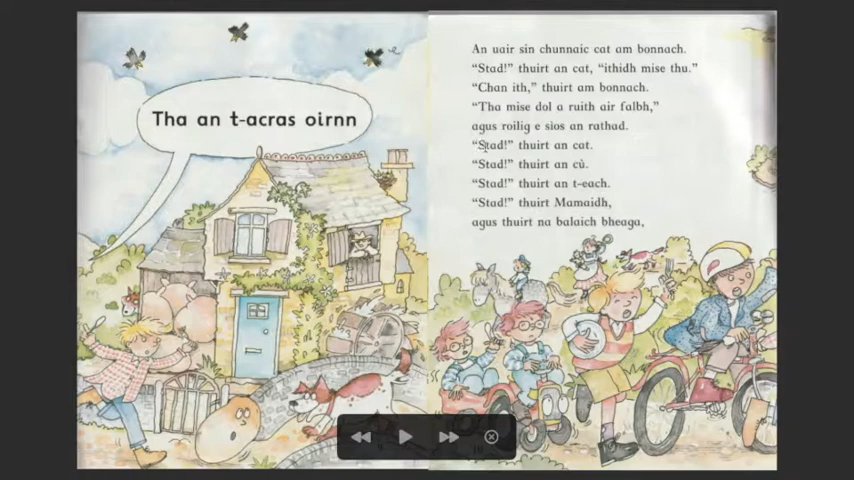 Tha an t-acras oirnn
An uair sin chunnaic cat am bonnach.
“Stad!” thuirt an cat, “ithidh mise thu.”
“Chan ith,” thuirt am bonnach.
“Tha mise dol a ruith air falbh,”
agus roilig e sìos an rathad.
“Stad!” thuirt an cat.
“Stad!” thuirt an cù.
“Stad!” thuirt an t-each.
“Stad!” thuirt Mamaidh,
agus thuirt na balaich bheaga,